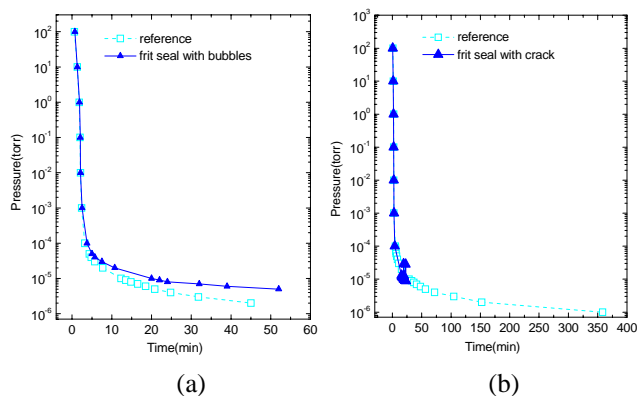 reference
frit seal with bubbles
10²
10¹
10⁰
10⁻¹
10⁻²
10⁻³
10⁻⁴
10⁻⁵
10⁻⁶
Pressure(torr)
0 10 20 30 40 50 60
Time(min)
(a)
reference
frit seal with crack
10³
10²
10¹
10⁰
10⁻¹
10⁻²
10⁻³
10⁻⁴
10⁻⁵
10⁻⁶
Pressure(torr)
0 50 100 150 200 250 300 350 400
Time(min)
(b)